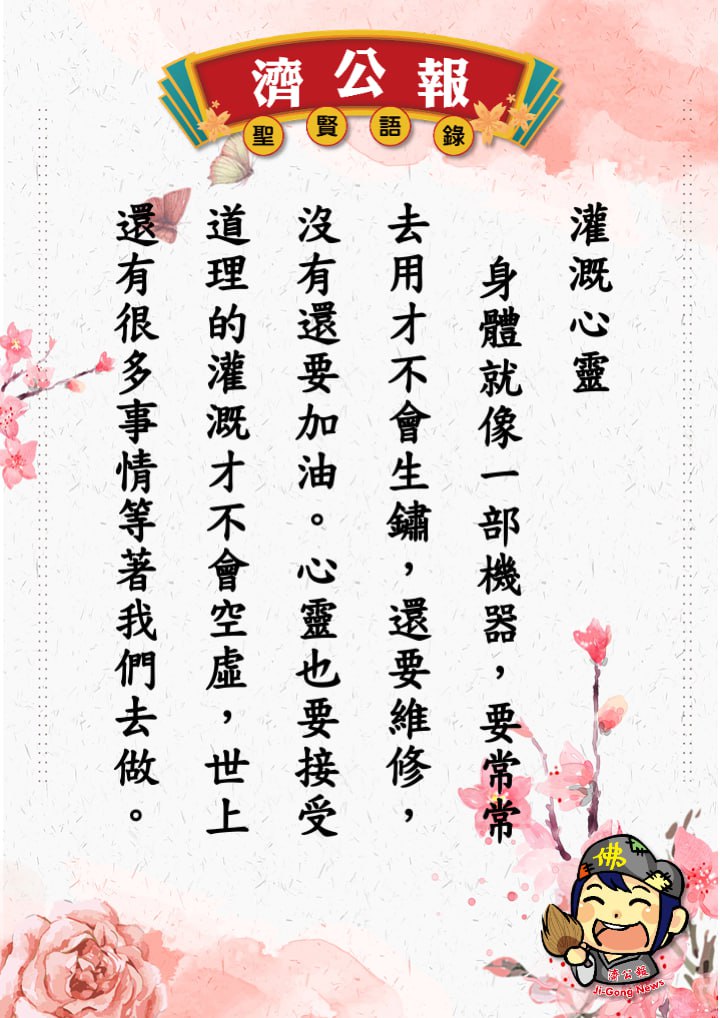 濟公報
聖賢語錄
灌溉心靈
身體就像一部機器，要常常
去用才不會生鏽，還要維修，
沒有還要加油。心靈也要接受
道理的灌溉才不會空虛，世上
還有很多事情等著我們去做。
佛
濟公報
Ji-Gong News